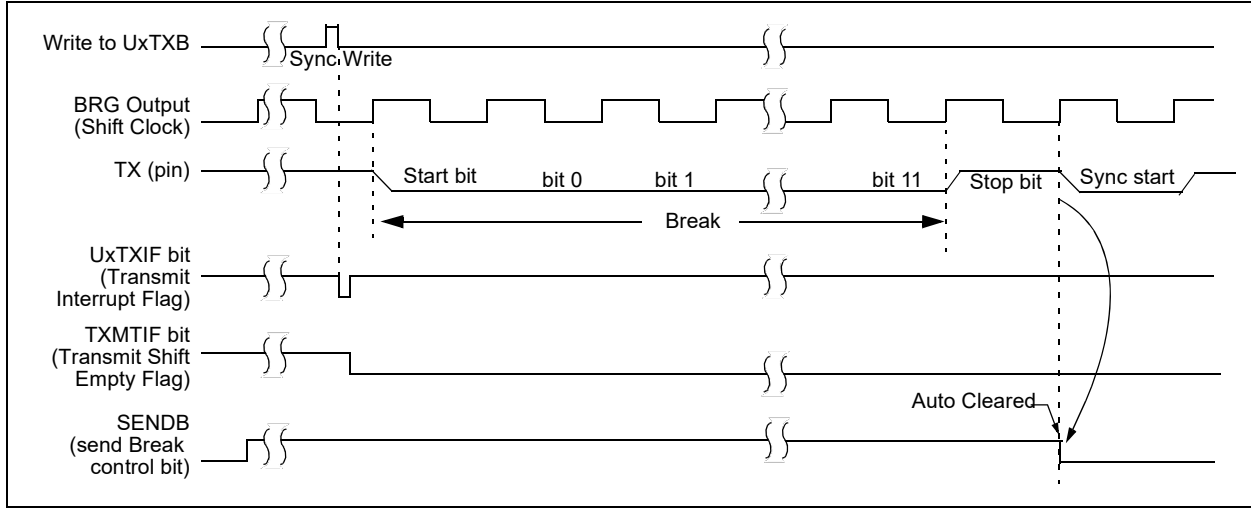 Write to UxTXB
Sync Write
BRG Output
(Shift Clock)
TX (pin)
Start bit bit 0 bit 1 bit 11 Stop bit Sync start
Break
UxTXIF bit
(Transmit
Interrupt Flag)
TXMTIF bit
(Transmit Shift
Empty Flag)
Auto Cleared
SENDB
(send Break
control bit)